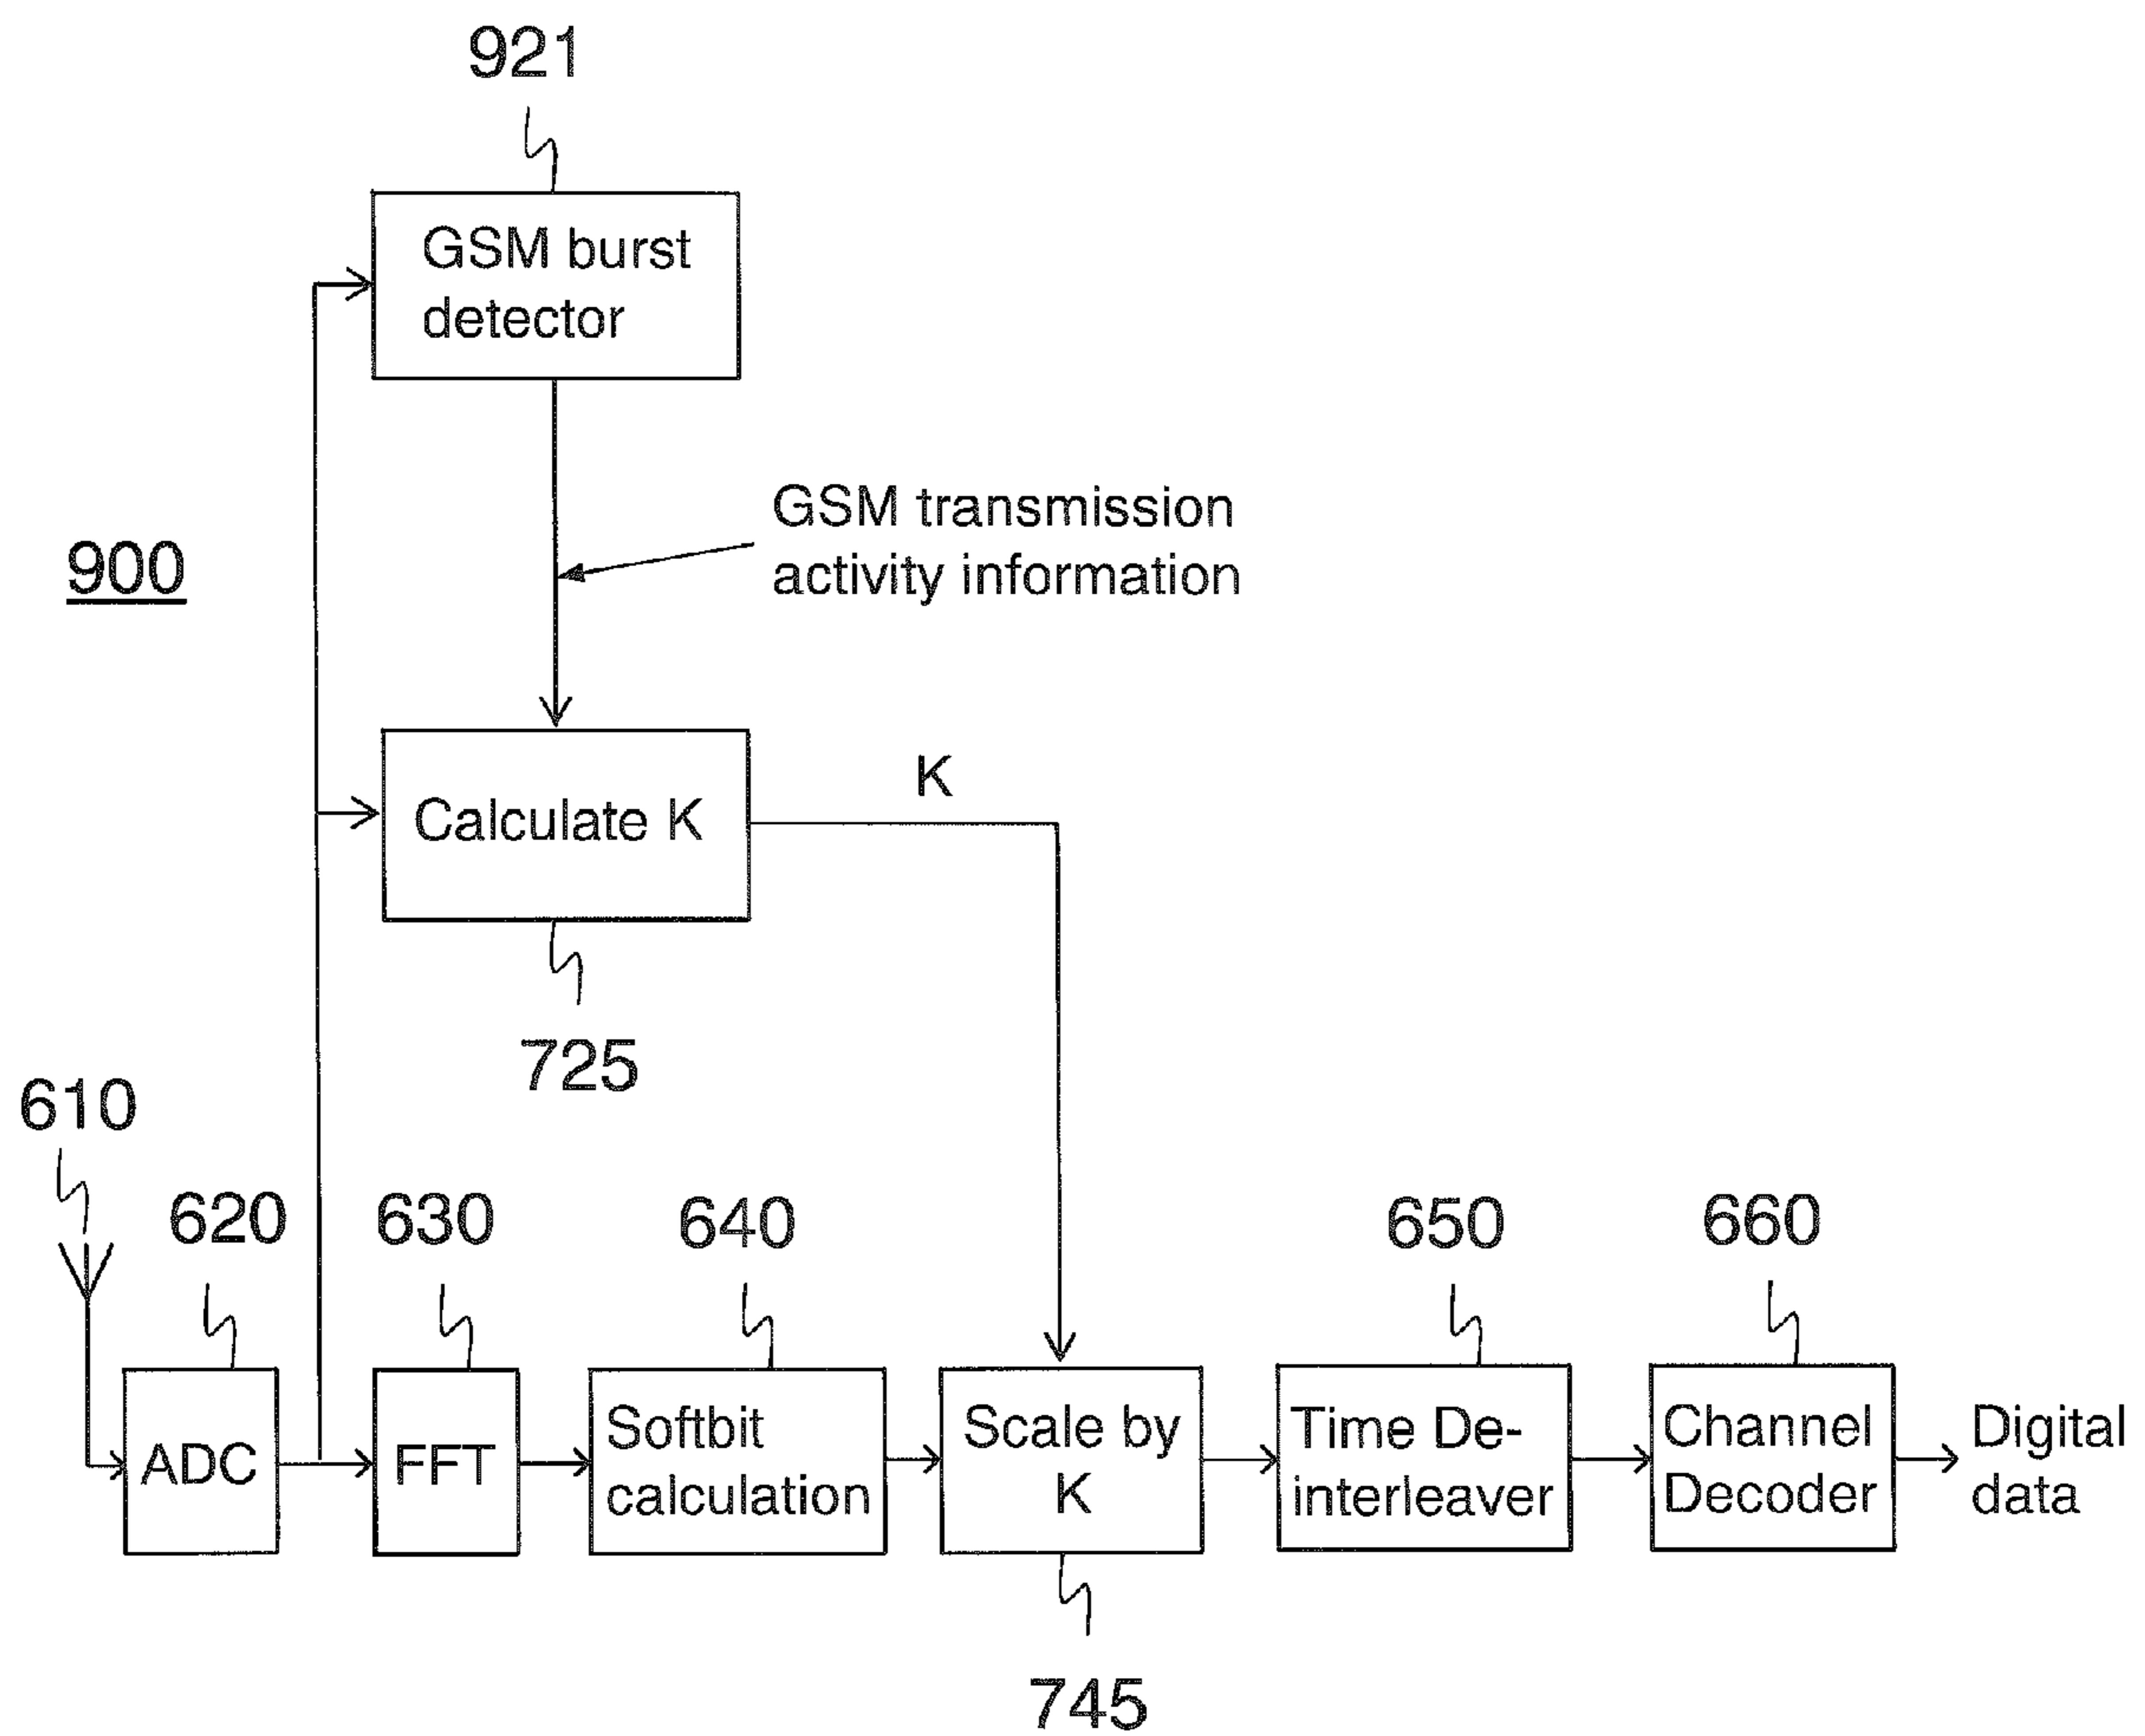 921
GSM burst
detector
GSM transmission
activity information
900
K
Calculate K
725
610
620
630
640
650
660
ADC
FFT
Softbit
calculation
Scale by
K
Time De-
interleaver
Channel
Decoder
Digital
data
745